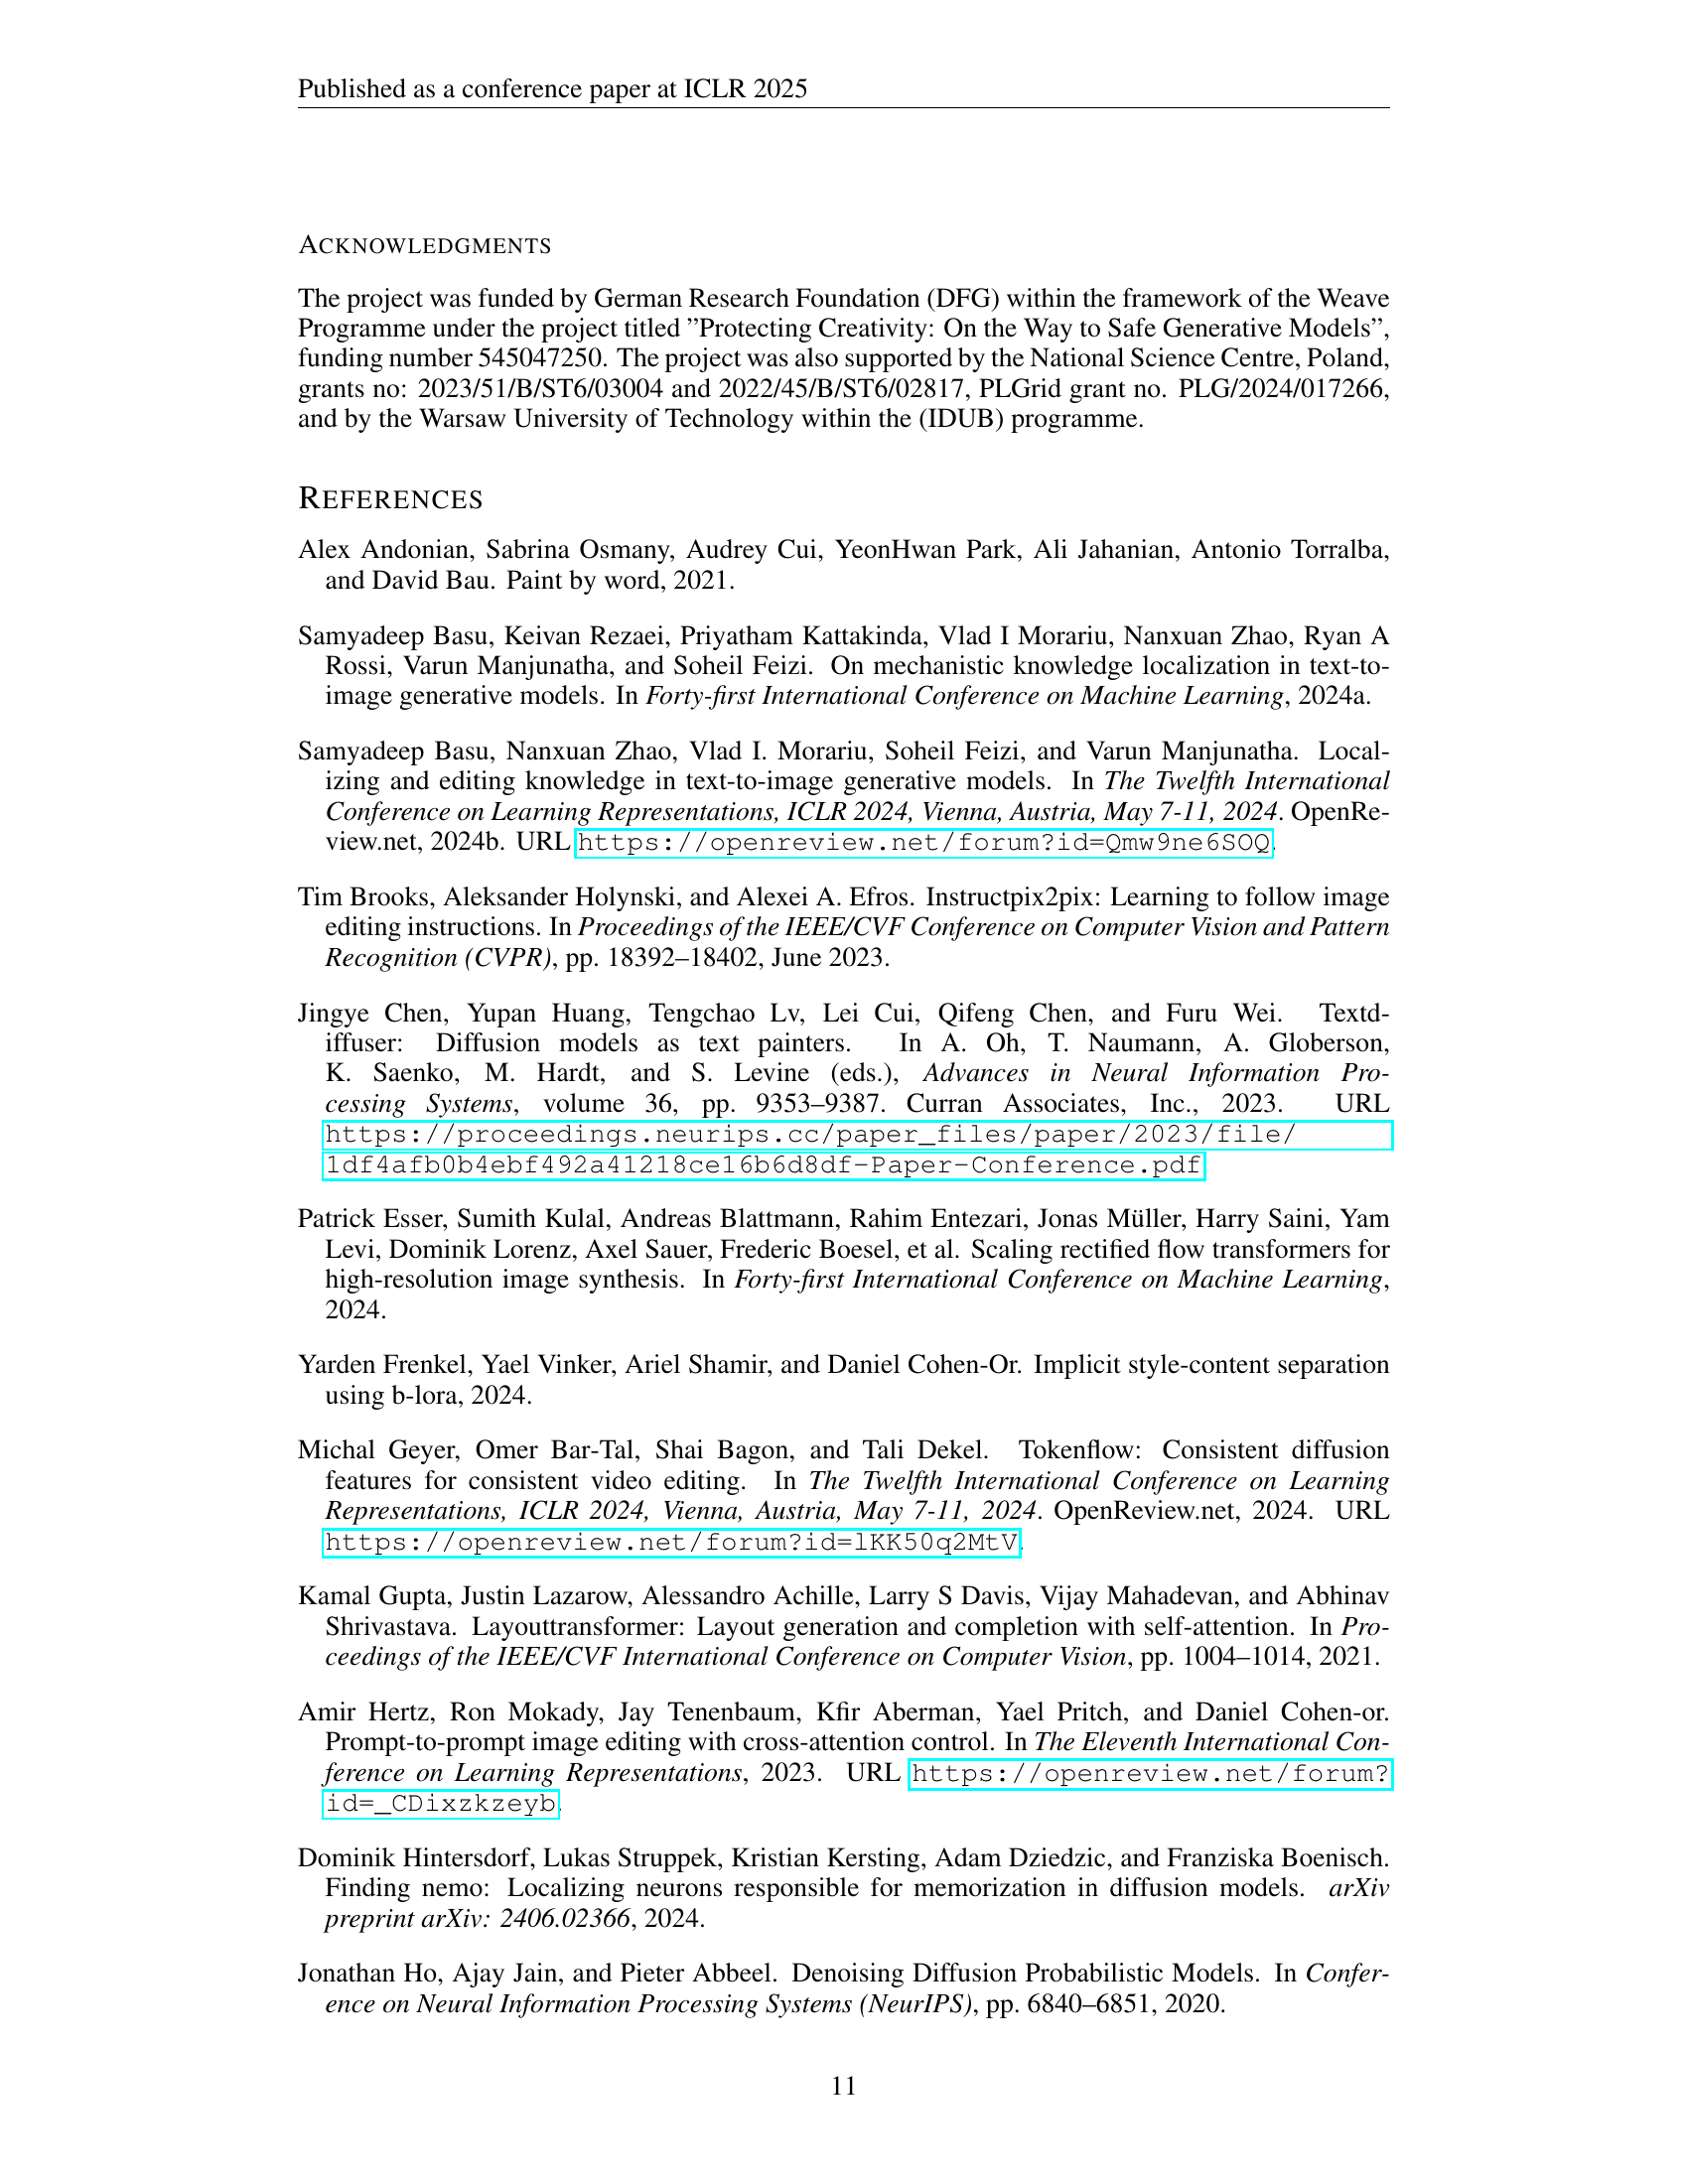 Published as a conference paper at ICLR 2025
ACKNOWLEDGMENTS
The project was funded by German Research Foundation (DFG) within the framework of the Weave
Programme under the project titled ”Protecting Creativity: On the Way to Safe Generative Models”,
funding number 545047250. The project was also supported by the National Science Centre, Poland,
grants no: 2023/51/B/ST6/03004 and 2022/45/B/ST6/02817, PLGrid grant no. PLG/2024/017266,
and by the Warsaw University of Technology within the (IDUB) programme.
REFERENCES
Alex Andonian, Sabrina Osmany, Audrey Cui, YeonHwan Park, Ali Jahanian, Antonio Torralba,
and David Bau. Paint by word, 2021.
Samyadeep Basu, Keivan Rezaei, Priyatham Kattakinda, Vlad I Morariu, Nanxuan Zhao, Ryan A
Rossi, Varun Manjunatha, and Soheil Feizi. On mechanistic knowledge localization in text-to-
image generative models. In Forty-first International Conference on Machine Learning, 2024a.
Samyadeep Basu, Nanxuan Zhao, Vlad I. Morariu, Soheil Feizi, and Varun Manjunatha. Local-
izing and editing knowledge in text-to-image generative models. In The Twelfth International
Conference on Learning Representations, ICLR 2024, Vienna, Austria, May 7-11, 2024. OpenRe-
view.net, 2024b. URL https://openreview.net/forum?id=Qmw9ne6SOQ.
Tim Brooks, Aleksander Holynski, and Alexei A. Efros. Instructpix2pix: Learning to follow image
editing instructions. In Proceedings of the IEEE/CVF Conference on Computer Vision and Pattern
Recognition (CVPR), pp. 18392–18402, June 2023.
Jingye Chen, Yupan Huang, Tengchao Lv, Lei Cui, Qifeng Chen, and Furu Wei. Textd-
iffuser: Diffusion models as text painters. In A. Oh, T. Naumann, A. Globerson,
K. Saenko, M. Hardt, and S. Levine (eds.), Advances in Neural Information Pro-
cessing Systems, volume 36, pp. 9353–9387. Curran Associates, Inc., 2023. URL
https://proceedings.neurips.cc/paper_files/paper/2023/file/
1df4afb0b4ebf492a41218ce16b6d8df-Paper-Conference.pdf
Patrick Esser, Sumith Kulal, Andreas Blattmann, Rahim Entezari, Jonas Müller, Harry Saini, Yam
Levi, Dominik Lorenz, Axel Sauer, Frederic Boesel, et al. Scaling rectified flow transformers for
high-resolution image synthesis. In Forty-first International Conference on Machine Learning,
2024.
Yarden Frenkel, Yael Vinker, Ariel Shamir, and Daniel Cohen-Or. Implicit style-content separation
using b-lora, 2024.
Michal Geyer, Omer Bar-Tal, Shai Bagon, and Tali Dekel. Tokenflow: Consistent diffusion
features for consistent video editing. In The Twelfth International Conference on Learning
Representations, ICLR 2024, Vienna, Austria, May 7-11, 2024. OpenReview.net, 2024. URL
https://openreview.net/forum?id=lKK50q2MtV.
Kamal Gupta, Justin Lazarow, Alessandro Achille, Larry S Davis, Vijay Mahadevan, and Abhinav
Shrivastava. Layouttransformer: Layout generation and completion with self-attention. In Pro-
ceedings of the IEEE/CVF International Conference on Computer Vision, pp. 1004–1014, 2021.
Amir Hertz, Ron Mokady, Jay Tenenbaum, Kfir Aberman, Yael Pritch, and Daniel Cohen-or.
Prompt-to-prompt image editing with cross-attention control. In The Eleventh International Con-
ference on Learning Representations, 2023. URL https://openreview.net/forum?
id=_CDixzkzeyb.
Dominik Hintersdorf, Lukas Struppek, Kristian Kersting, Adam Dziedzic, and Franziska Boenisch.
Finding nemo: Localizing neurons responsible for memorization in diffusion models. arXiv
preprint arXiv: 2406.02366, 2024.
Jonathan Ho, Ajay Jain, and Pieter Abbeel. Denoising Diffusion Probabilistic Models. In Confer-
ence on Neural Information Processing Systems (NeurIPS), pp. 6840–6851, 2020.
11